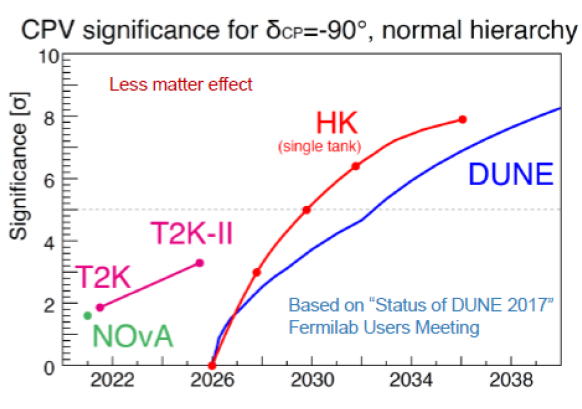 CPV significance for δCP=-90°, normal hierarchy
Significance [σ]
10
8
6
4
2
0
Less matter effect
HK
(single tank)
DUNE
T2K-II
T2K
NOνA
Based on “Status of DUNE 2017”
Fermilab Users Meeting
2022
2026
2030
2034
2038